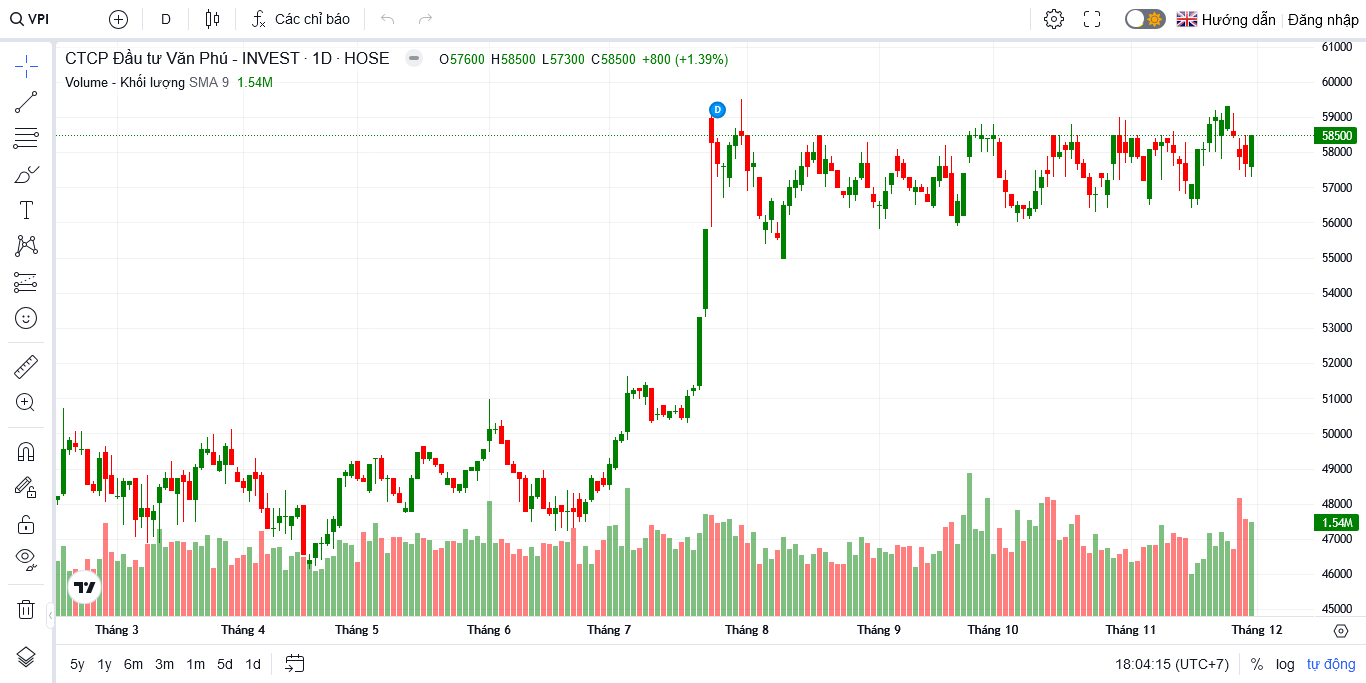 VPI D Các chỉ báo Hướng dẫn Đăng nhập
CTCP Đầu tư Văn Phú - INVEST · 1D · HOSE O57600 H58500 L57300 C58500 +800 (+1.39%)
Volume - Khối lượng SMA 9 1.54M
D
61000
60000
59000
58500
58000
57000
56000
55000
54000
53000
52000
51000
50000
49000
48000
1.54M
47000
46000
45000
Tháng 3 Tháng 4 Tháng 5 Tháng 6 Tháng 7 Tháng 8 Tháng 9 Tháng 10 Tháng 11 Tháng 12
5y 1y 6m 3m 1m 5d 1d 18:04:15 (UTC+7) % log tự động